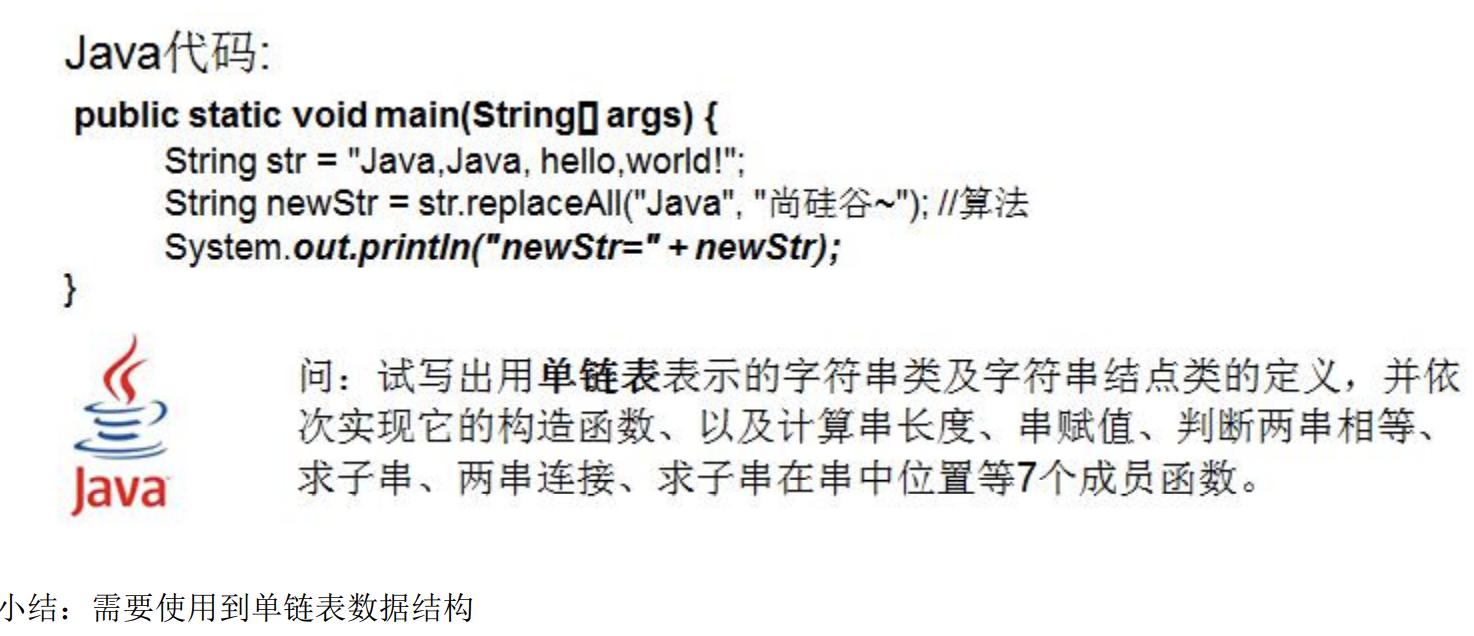 Java代码:
public static void main(String[] args) {
String str = "Java,Java, hello,world!";
String newStr = str.replaceAll("Java", "尚硅谷~"); //算法
System.out.println("newStr=" + newStr);
}
Java
问：试写出用单链表表示的字符串类及字符串结点类的定义，并依
次实现它的构造函数、以及计算串长度、串赋值、判断两串相等、
求子串、两串连接、求子串在串中位置等7个成员函数。
小结：需要使用到单链表数据结构